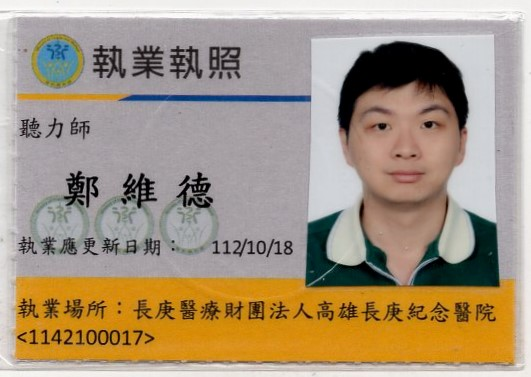 執業執照
聽力師
鄭維德
執業應更新日期： 112/10/18
執業場所：長庚醫療財團法人高雄長庚紀念醫院
<1142100017>